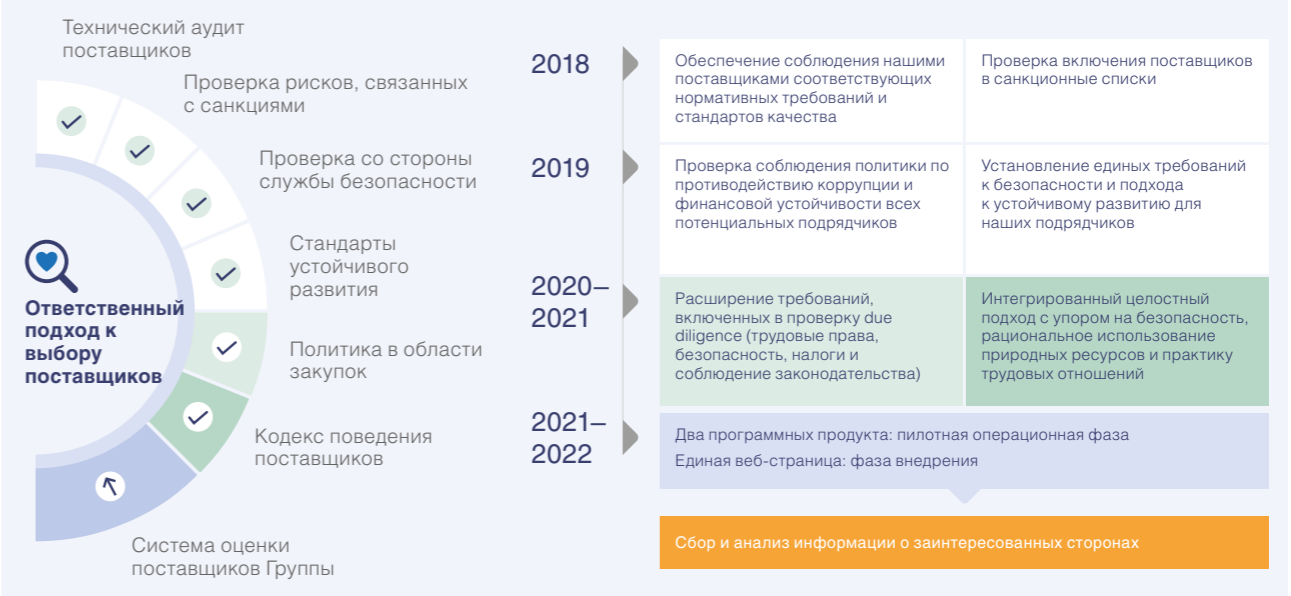 Технический аудит
поставщиков
Проверка рисков, связанных
с санкциями
Проверка со стороны
службы безопасности
Стандарты
устойчивого
развития
Политика в области
закупок
Кодекс поведения
поставщиков
Система оценки
поставщиков Группы
Ответственный
подход к
выбору
поставщиков
2018
Обеспечение соблюдения нашими
поставщиками соответствующих
нормативных требований и
стандартов качества
Проверка включения поставщиков
в санкционные списки
2019
Проверка соблюдения политики по
противодействию коррупции и
финансовой устойчивости всех
потенциальных подрядчиков
Установление единых требований
к безопасности и подхода
к устойчивому развитию для
наших подрядчиков
2020–
2021
Расширение требований,
включенных в проверку due
diligence (трудовые права,
безопасность, налоги и
соблюдение законодательства)
Интегрированный целостный
подход с упором на безопасность,
рациональное использование
природных ресурсов и практику
трудовых отношений
2021–
2022
Два программных продукта: пилотная операционная фаза
Единая веб-страница: фаза внедрения
Сбор и анализ информации о заинтересованных сторонах